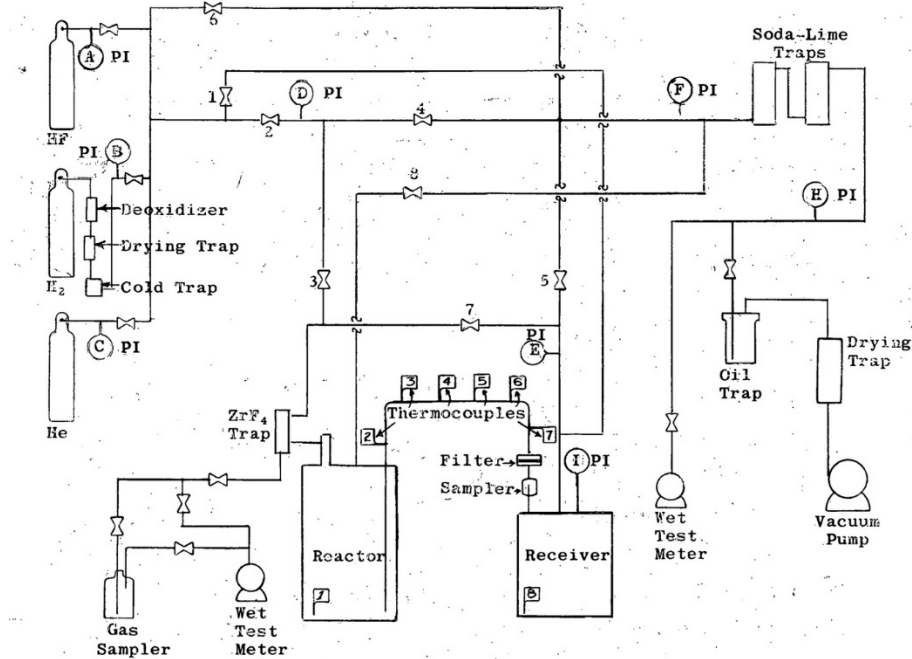 6
A PI
HF
1
D PI
2
4
F PI
Soda-Lime
Traps
PI B
8
H PI
Deoxidizer
Drying Trap
H2
Cold Trap
3
5
7
C PI
He
PI
E
Oil
Trap
Drying
Trap
ZrF4
Trap
3 4 5 6
Thermocouples
2 7
Filter
Sampler
I PI
Reactor
Receiver
1
8
Gas
Sampler
Wet
Test
Meter
Wet
Test
Meter
Vacuum
Pump